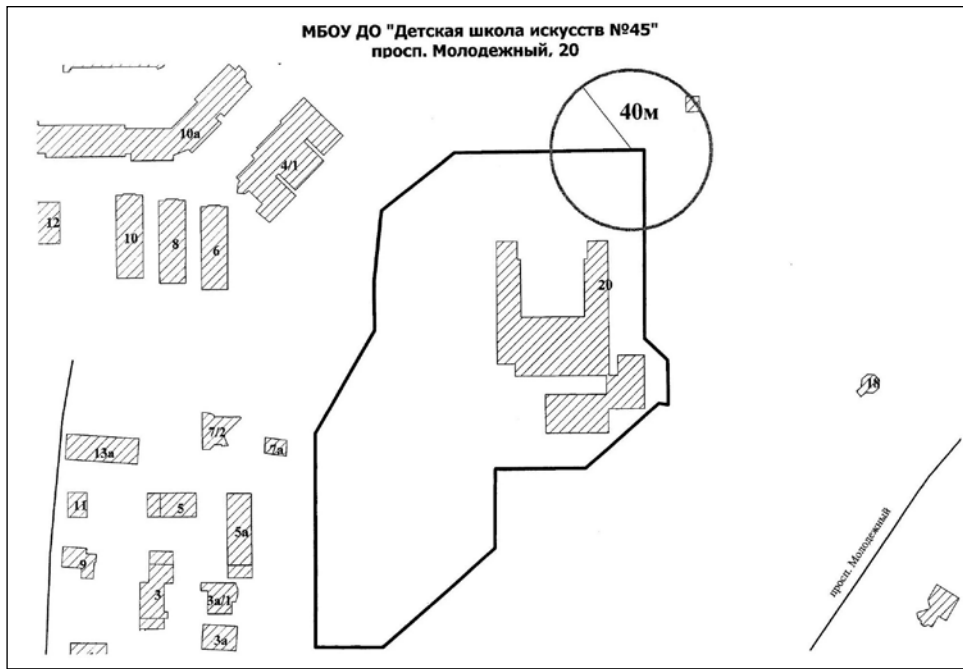 МБОУ ДО "Детская школа искусств №45"
просп. Молодежный, 20
40м
10а
4/1
12
10
8
6
20
18
7/2
7а
13а
11
5
5а
9
3
3а/1
3а
просп. Молодежный